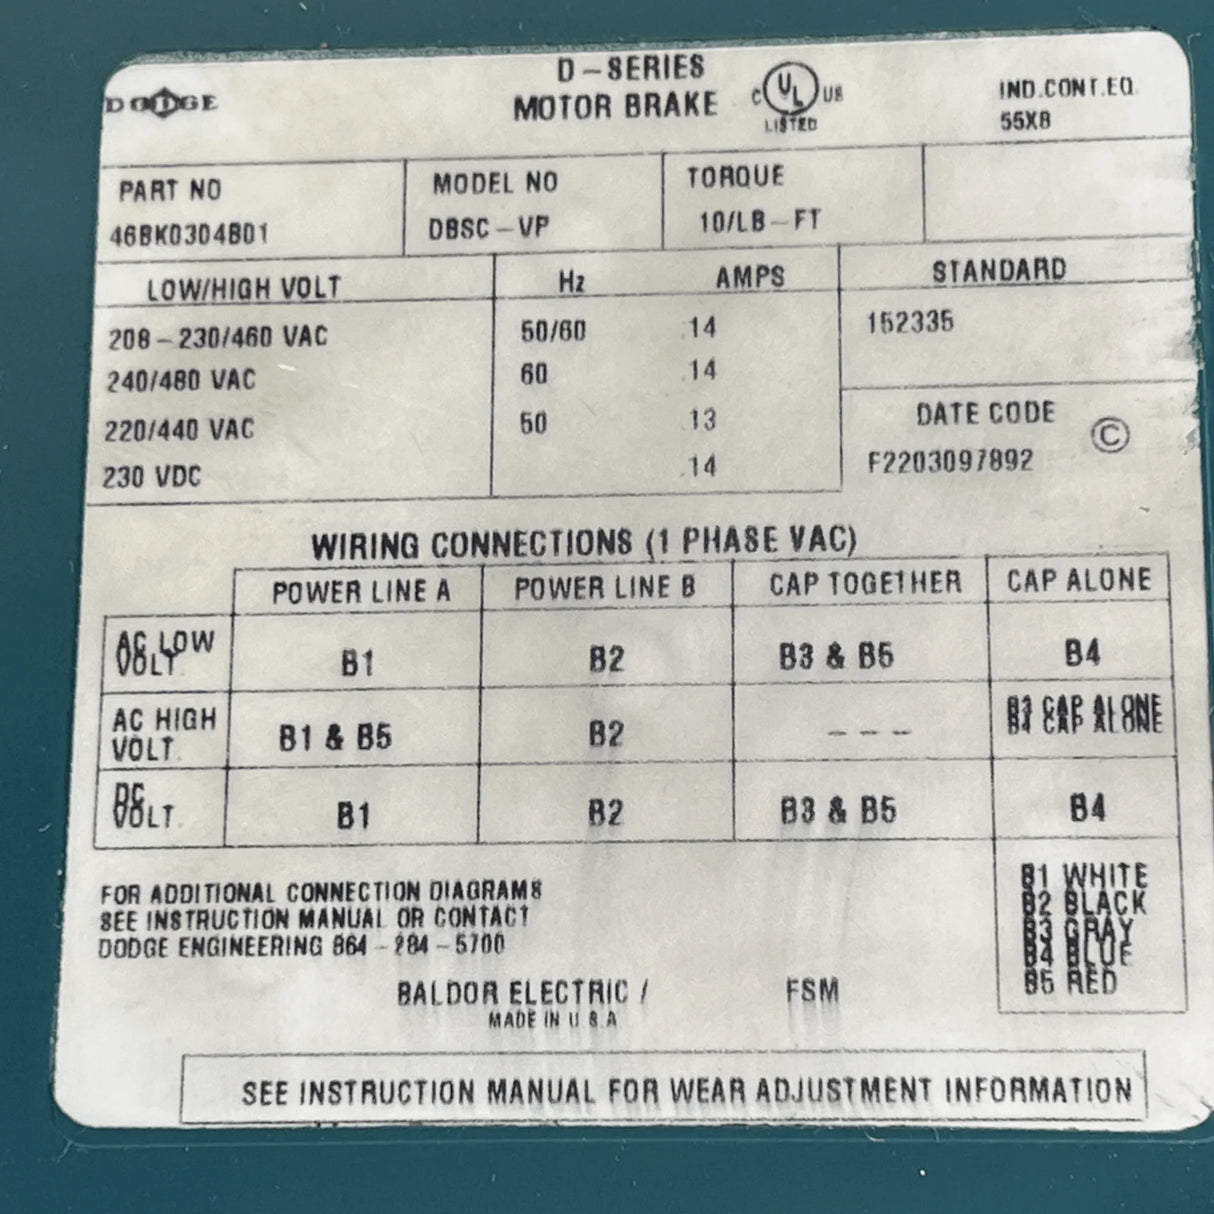 DODGE
D-SERIES
MOTOR BRAKE
C UL US
LISTED
IND.CONT.EQ.
55X8
PART NO
46BK0304B01
MODEL NO
DBSC-VP
TORQUE
10/LB-FT
LOW/HIGH VOLT Hz AMPS
208-230/460 VAC 50/60 .14
240/480 VAC 60 .14
220/440 VAC 50 .13
230 VDC .14
STANDARD
152335
DATE CODE
F2203097892
©
WIRING CONNECTIONS (1 PHASE VAC)
POWER LINE A POWER LINE B CAP TOGETHER CAP ALONE
AC LOW
VOLT. B1 B2 B3 & B5 B4
AC HIGH
VOLT. B1 & B5 B2 --- B3 CAP ALONE
B4 CAP ALONE
DC
VOLT. B1 B2 B3 & B5 B4
B1 WHITE
B2 BLACK
B3 GRAY
B4 BLUE
B5 RED
FOR ADDITIONAL CONNECTION DIAGRAMS
SEE INSTRUCTION MANUAL OR CONTACT
DODGE ENGINEERING 864-284-5700
BALDOR ELECTRIC / FSM
MADE IN U.S.A
SEE INSTRUCTION MANUAL FOR WEAR ADJUSTMENT INFORMATION